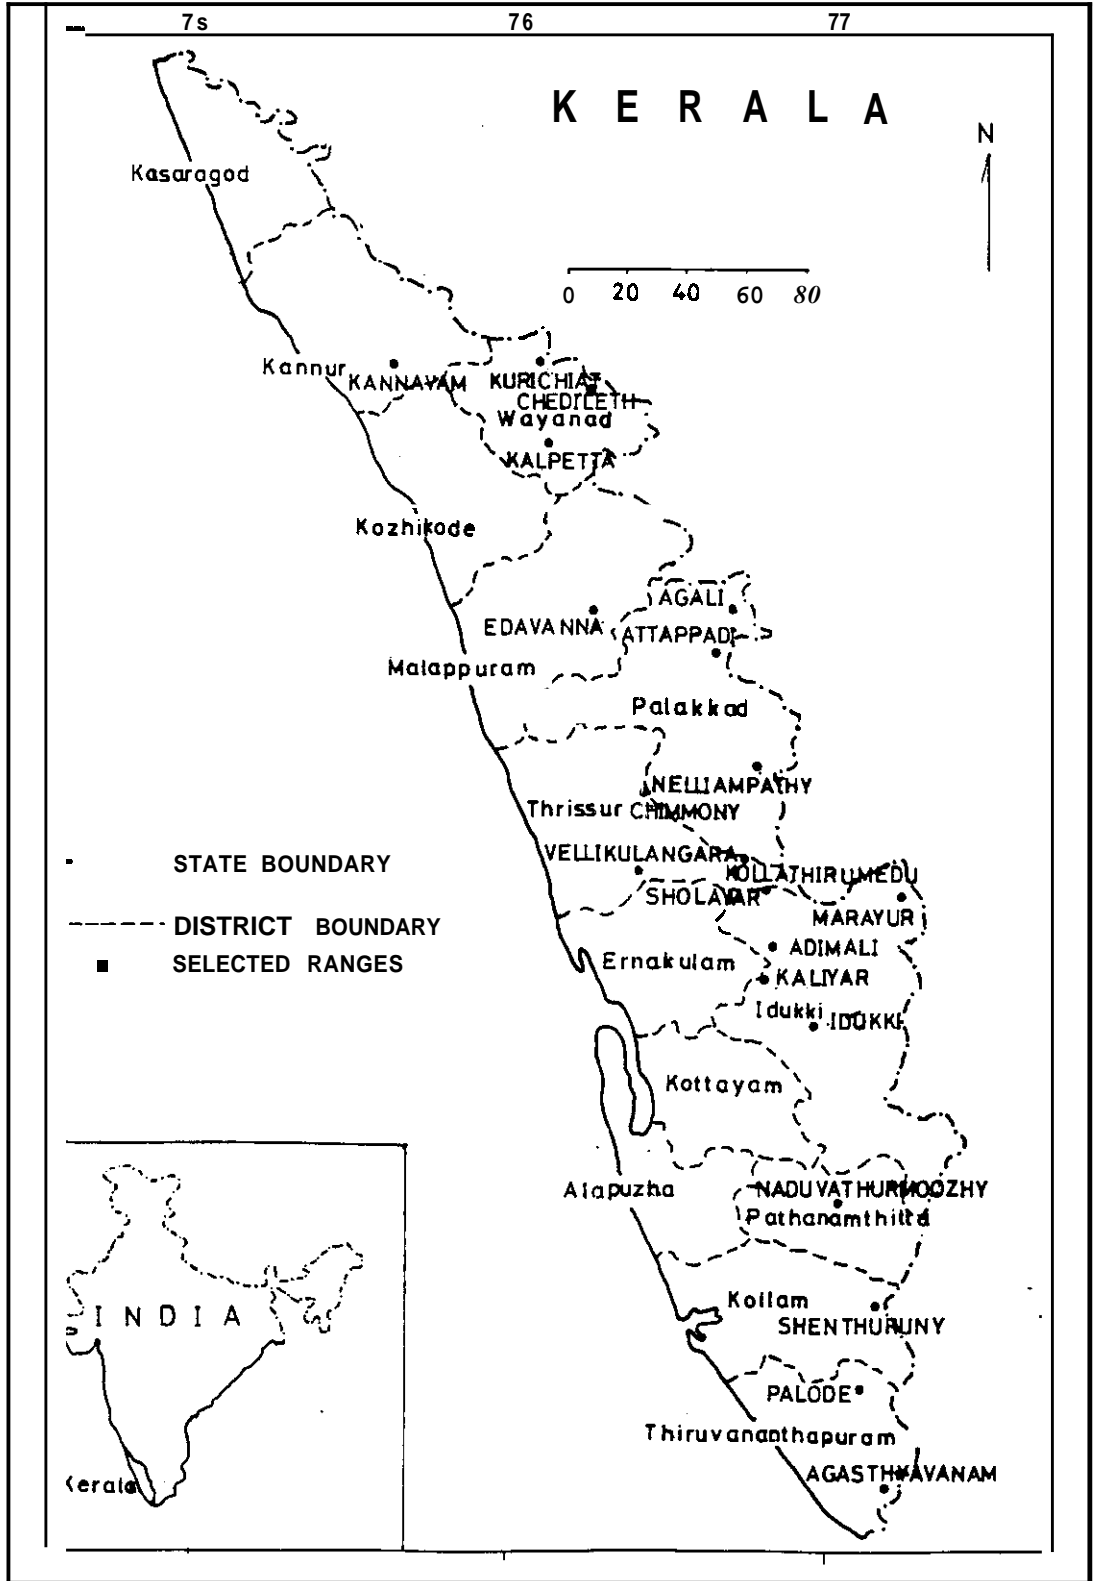 7s 76 77
K E R A L A
N
Kasaragod
0 20 40 60 80
Kannur
KANNAVAM
KURICHIAT
CHEDILETH
Wayanad
KALPETTA
Kozhikode
AGALI
EDAVANNA
ATTAPPADI
Malappuram
Palakkad
NELLIAMPATHY
Thrissur
CHIMMONY
VELLIKULANGARA
KOLLATHIRUMEDU
STATE BOUNDARY
SHOLAYAR
MARAYUR
DISTRICT BOUNDARY
ADIMALI
SELECTED RANGES
Ernakulam
KALIYAR
Idukki
IDUKKI
Kottayam
Alapuzha
NADUVATHURMOOZHY
Pathanamthitta
Kollam
INDIA
SHENTHURUNY
PALODE
Thiruvananthapuram
AGASTHYAVANAM
Kerala